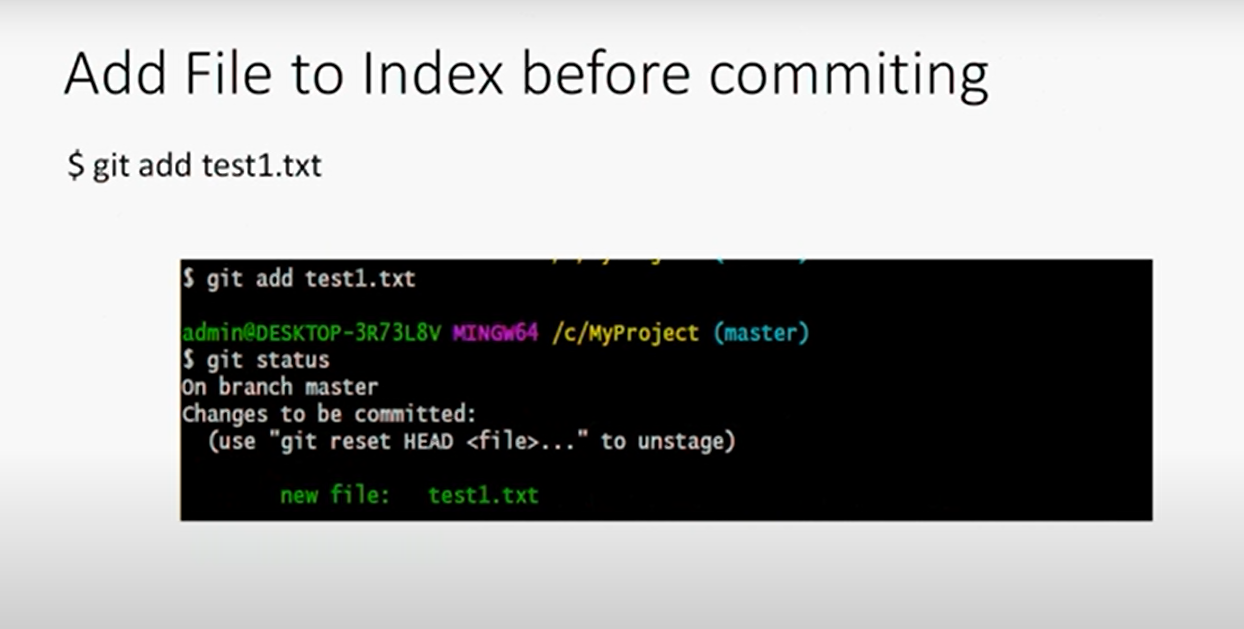 Add File to Index before commiting
$ git add test1.txt
$ git add test1.txt
admin@DESKTOP-3R73L8V MINGW64 /c/MyProject (master)
$ git status
On branch master
Changes to be committed:
(use "git reset HEAD <file>..." to unstage)
new file: test1.txt